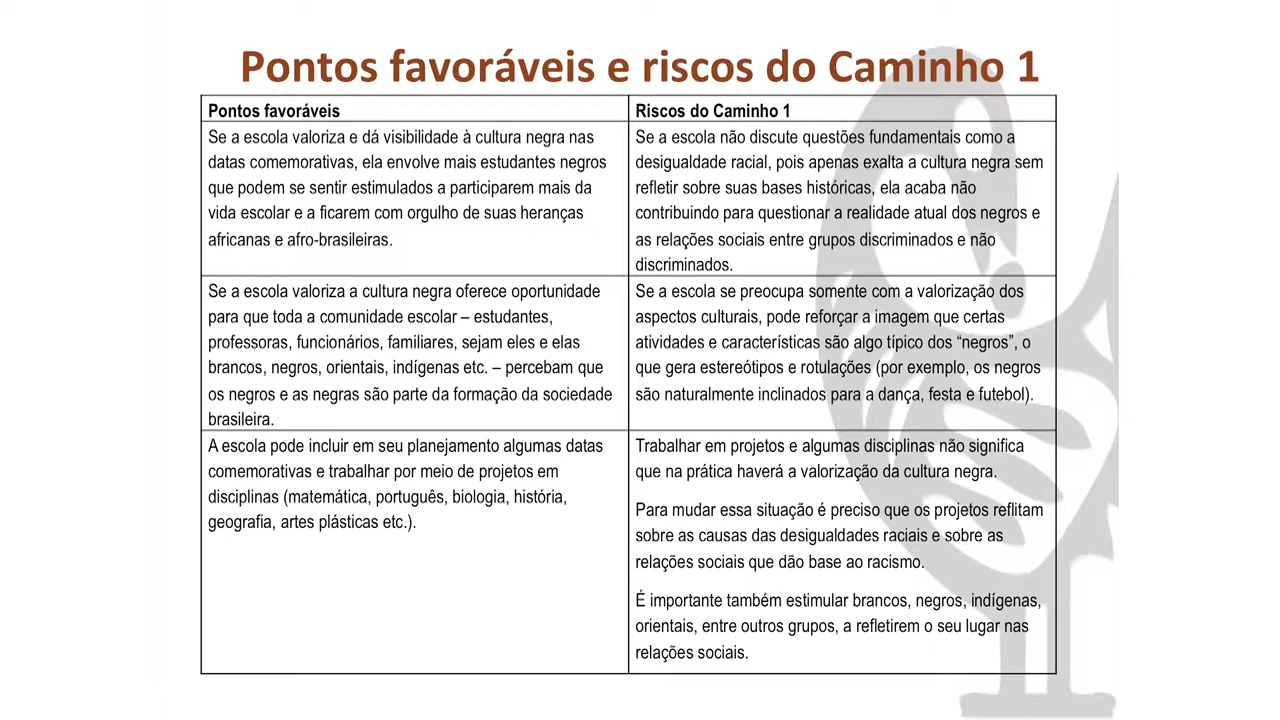 Pontos favoráveis e riscos do Caminho 1
Pontos favoráveis
Se a escola valoriza e dá visibilidade à cultura negra nas
datas comemorativas, ela envolve mais estudantes negros
que podem se sentir estimulados a participarem mais da
vida escolar e a ficarem com orgulho de suas heranças
africanas e afro-brasileiras.
Riscos do Caminho 1
Se a escola não discute questões fundamentais como a
desigualdade racial, pois apenas exalta a cultura negra sem
refletir sobre suas bases históricas, ela acaba não
contribuindo para questionar a realidade atual dos negros e
as relações sociais entre grupos discriminados e não
discriminados.
Se a escola valoriza a cultura negra oferece oportunidade
para que toda a comunidade escolar – estudantes,
professoras, funcionários, familiares, sejam eles e elas
brancos, negros, orientais, indígenas etc. – percebam que
os negros e as negras são parte da formação da sociedade
brasileira.
Se a escola se preocupa somente com a valorização dos
aspectos culturais, pode reforçar a imagem que certas
atividades e características são algo típico dos “negros”, o
que gera estereótipos e rotulações (por exemplo, os negros
são naturalmente inclinados para a dança, festa e futebol).
A escola pode incluir em seu planejamento algumas datas
comemorativas e trabalhar por meio de projetos em
disciplinas (matemática, português, biologia, história,
geografia, artes plásticas etc.).
Trabalhar em projetos e algumas disciplinas não significa
que na prática haverá a valorização da cultura negra.
Para mudar essa situação é preciso que os projetos reflitam
sobre as causas das desigualdades raciais e sobre as
relações sociais que dão base ao racismo.
É importante também estimular brancos, negros, indígenas,
orientais, entre outros grupos, a refletirem o seu lugar nas
relações sociais.